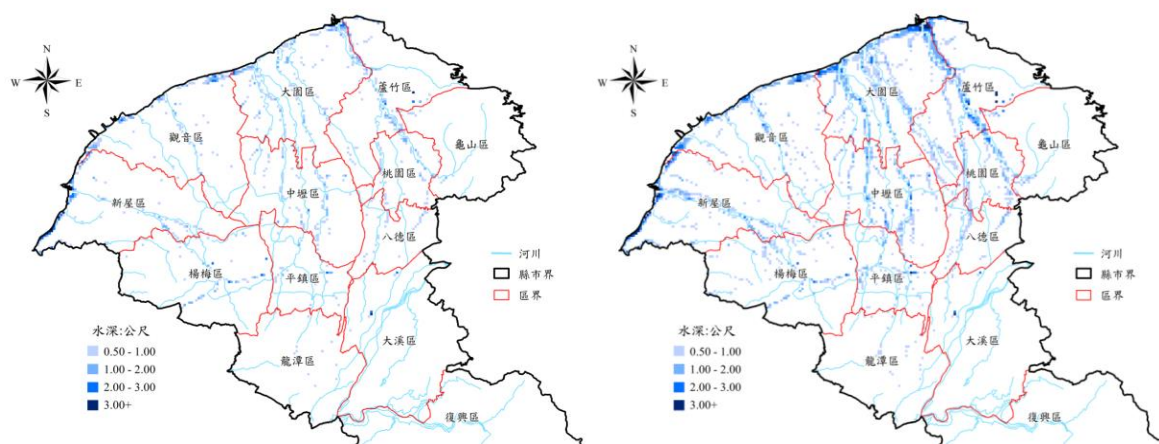 N
W E
S
大園區
蘆竹區
龜山區
觀音區
桃園區
中壢區
新屋區
八德區
楊梅區
平鎮區
大溪區
龍潭區
復興區
河川
縣市界
區界
水深:公尺
0.50 - 1.00
1.00 - 2.00
2.00 - 3.00
3.00+
N
W E
S
大園區
蘆竹區
龜山區
觀音區
桃園區
中壢區
新屋區
八德區
楊梅區
平鎮區
大溪區
龍潭區
復興區
河川
縣市界
區界
水深:公尺
0.50 - 1.00
1.00 - 2.00
2.00 - 3.00
3.00+